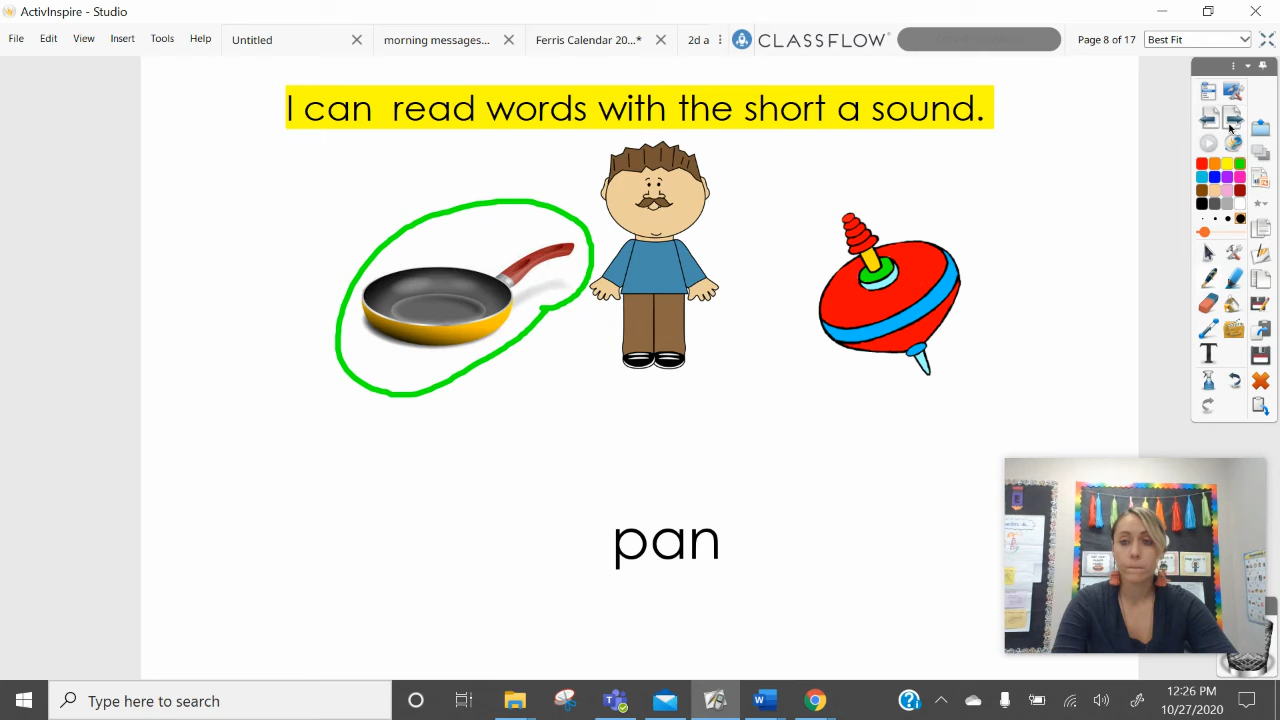 ActivInspire - Studio
File Edit View Insert Tools Help
Untitled
morning messages...
Ferris Calendar 20...*
2d a
CLASSFLOW
Page 8 of 17
Best Fit
I can read words with the short a sound.
pan
Type here to search
12:26 PM
10/27/2020